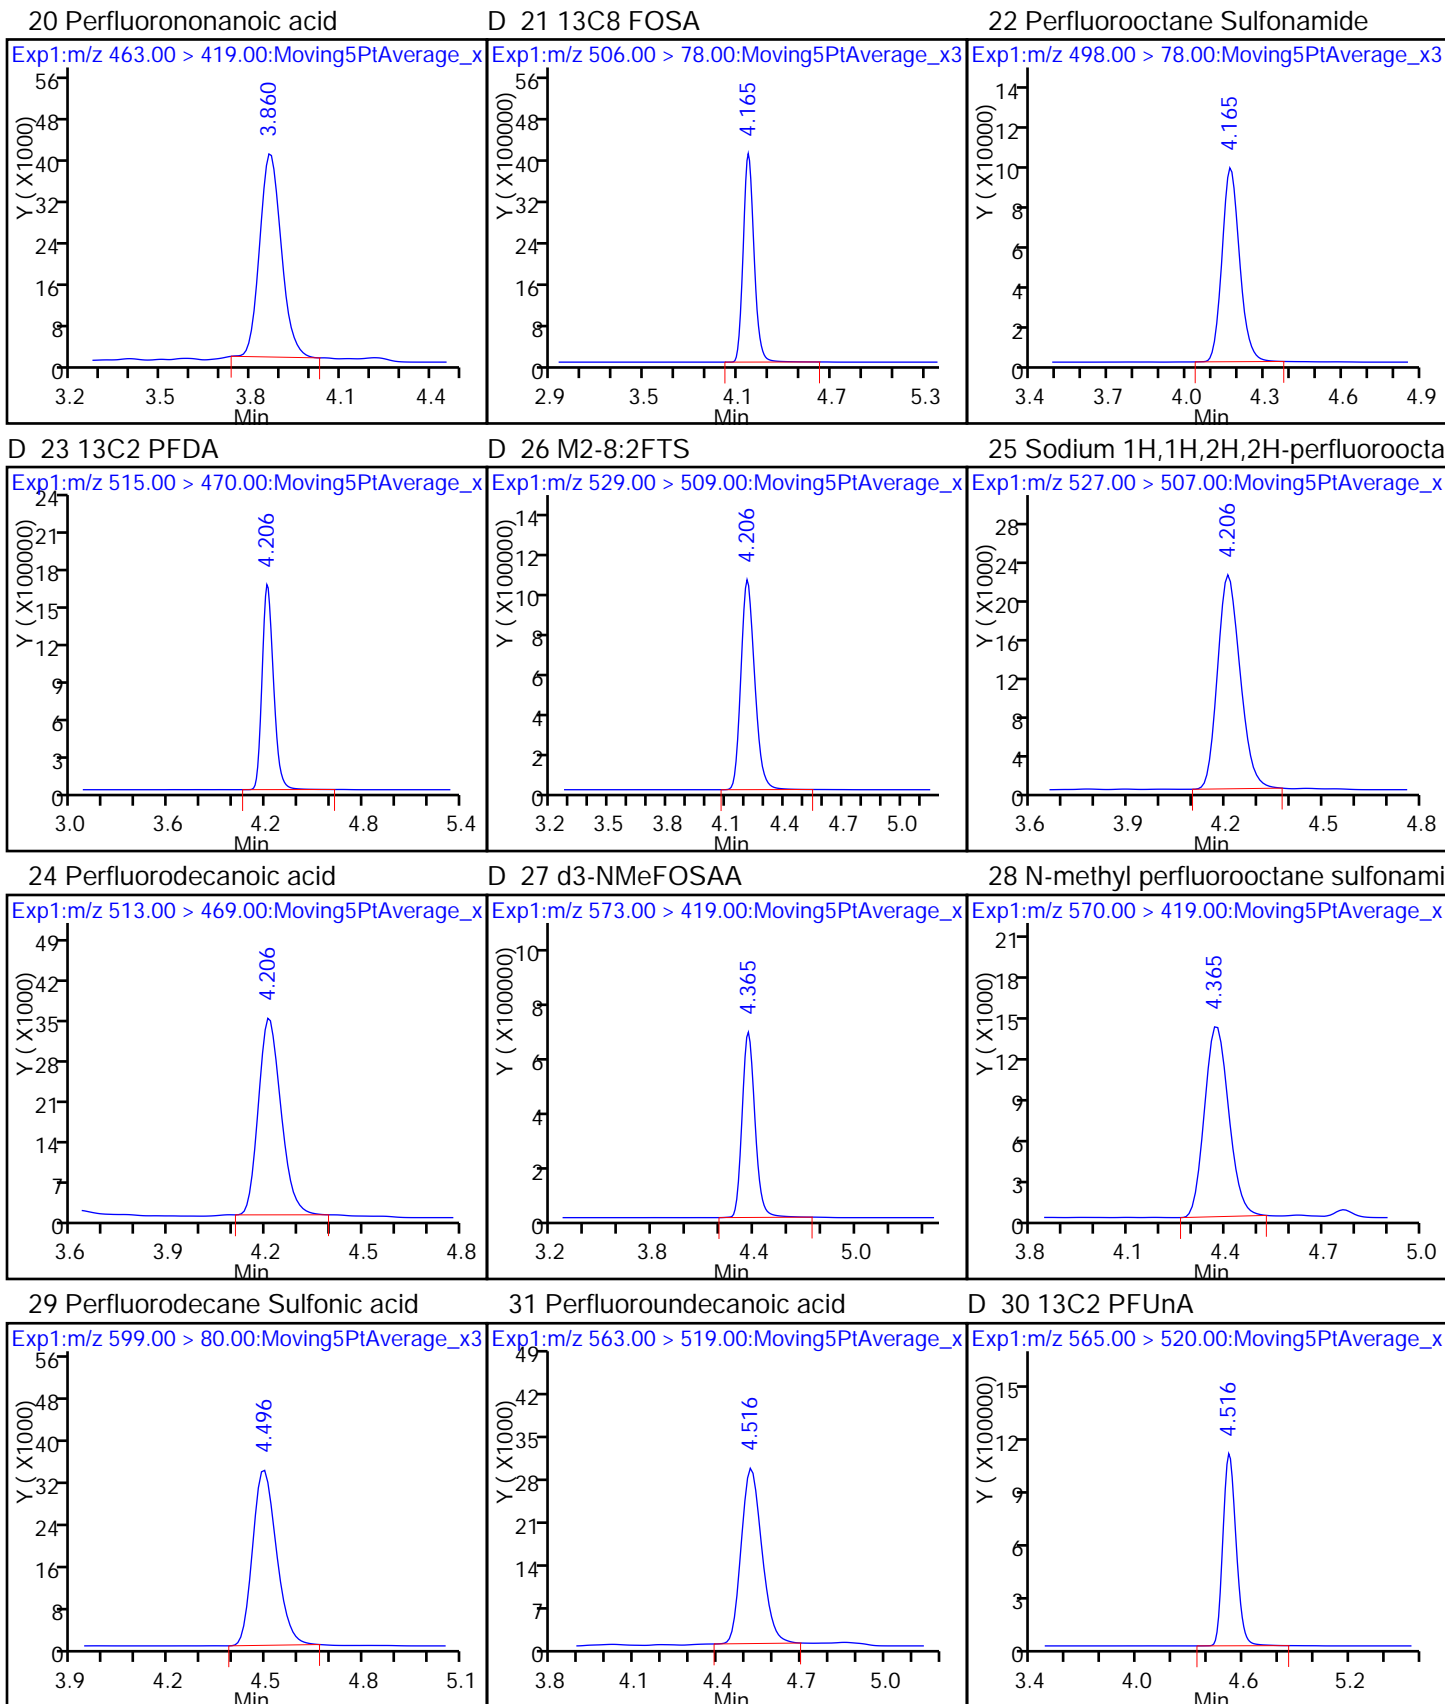 20 Perfluorononanoic acid
Exp1:m/z 463.00 > 419.00:Moving5PtAverage_x
Y ( X1000)
56
48
40
32
24
16
8
0
3.860
3.2 3.5 3.8 4.1 4.4
Min
D 21 13C8 FOSA
Exp1:m/z 506.00 > 78.00:Moving5PtAverage_x3
Y ( X100000)
56
48
40
32
24
16
8
0
4.165
2.9 3.5 4.1 4.7 5.3
Min
22 Perfluorooctane Sulfonamide
Exp1:m/z 498.00 > 78.00:Moving5PtAverage_x3
Y ( X10000)
14
12
10
8
6
4
2
0
4.165
3.4 3.7 4.0 4.3 4.6 4.9
Min
D 23 13C2 PFDA
Exp1:m/z 515.00 > 470.00:Moving5PtAverage_x
Y ( X100000)
24
21
18
15
12
9
6
3
0
4.206
3.0 3.6 4.2 4.8 5.4
Min
D 26 M2-8:2FTS
Exp1:m/z 529.00 > 509.00:Moving5PtAverage_x
Y ( X100000)
14
12
10
8
6
4
2
0
4.206
3.2 3.5 3.8 4.1 4.4 4.7 5.0
Min
25 Sodium 1H,1H,2H,2H-perfluoroocta
Exp1:m/z 527.00 > 507.00:Moving5PtAverage_x
Y ( X1000)
28
24
20
16
12
8
4
0
4.206
3.6 3.9 4.2 4.5 4.8
Min
24 Perfluorodecanoic acid
Exp1:m/z 513.00 > 469.00:Moving5PtAverage_x
Y ( X1000)
49
42
35
28
21
14
7
0
4.206
3.6 3.9 4.2 4.5 4.8
Min
D 27 d3-NMeFOSAA
Exp1:m/z 573.00 > 419.00:Moving5PtAverage_x
Y ( X100000)
10
8
6
4
2
0
4.365
3.2 3.8 4.4 5.0
Min
28 N-methyl perfluorooctane sulfonami
Exp1:m/z 570.00 > 419.00:Moving5PtAverage_x
Y ( X1000)
21
18
15
12
9
6
3
0
4.365
3.8 4.1 4.4 4.7 5.0
Min
29 Perfluorodecane Sulfonic acid
Exp1:m/z 599.00 > 80.00:Moving5PtAverage_x3
Y ( X1000)
56
48
40
32
24
16
8
0
4.496
3.9 4.2 4.5 4.8 5.1
Min
31 Perfluoroundecanoic acid
Exp1:m/z 563.00 > 519.00:Moving5PtAverage_x
Y ( X1000)
49
42
35
28
21
14
7
0
4.516
3.8 4.1 4.4 4.7 5.0
Min
D 30 13C2 PFUnA
Exp1:m/z 565.00 > 520.00:Moving5PtAverage_x
Y ( X100000)
15
12
9
6
3
0
4.516
3.4 4.0 4.6 5.2
Min